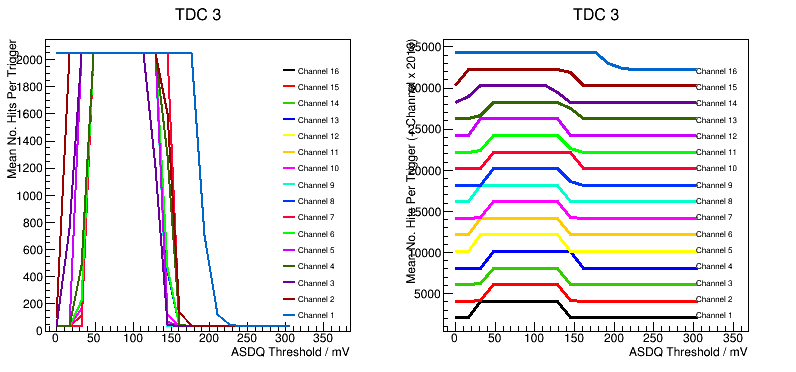 TDC 3
Mean No. Hits Per Trigger
2000
1800
1600
1400
1200
1000
800
600
400
200
0
Channel 16
Channel 15
Channel 14
Channel 13
Channel 12
Channel 11
Channel 10
Channel 9
Channel 8
Channel 7
Channel 6
Channel 5
Channel 4
Channel 3
Channel 2
Channel 1
0 50 100 150 200 250 300 350
ASDQ Threshold / mV
TDC 3
35000
30000
25000
20000
15000
10000
5000
Channel 16
Channel 15
Channel 14
Channel 13
Channel 12
Channel 11
Channel 10
Channel 9
Channel 8
Channel 7
Channel 6
Channel 5
Channel 4
Channel 3
Channel 2
Channel 1
0 50 100 150 200 250 300 350
ASDQ Threshold / mV
Mean No. Hits Per Trigger